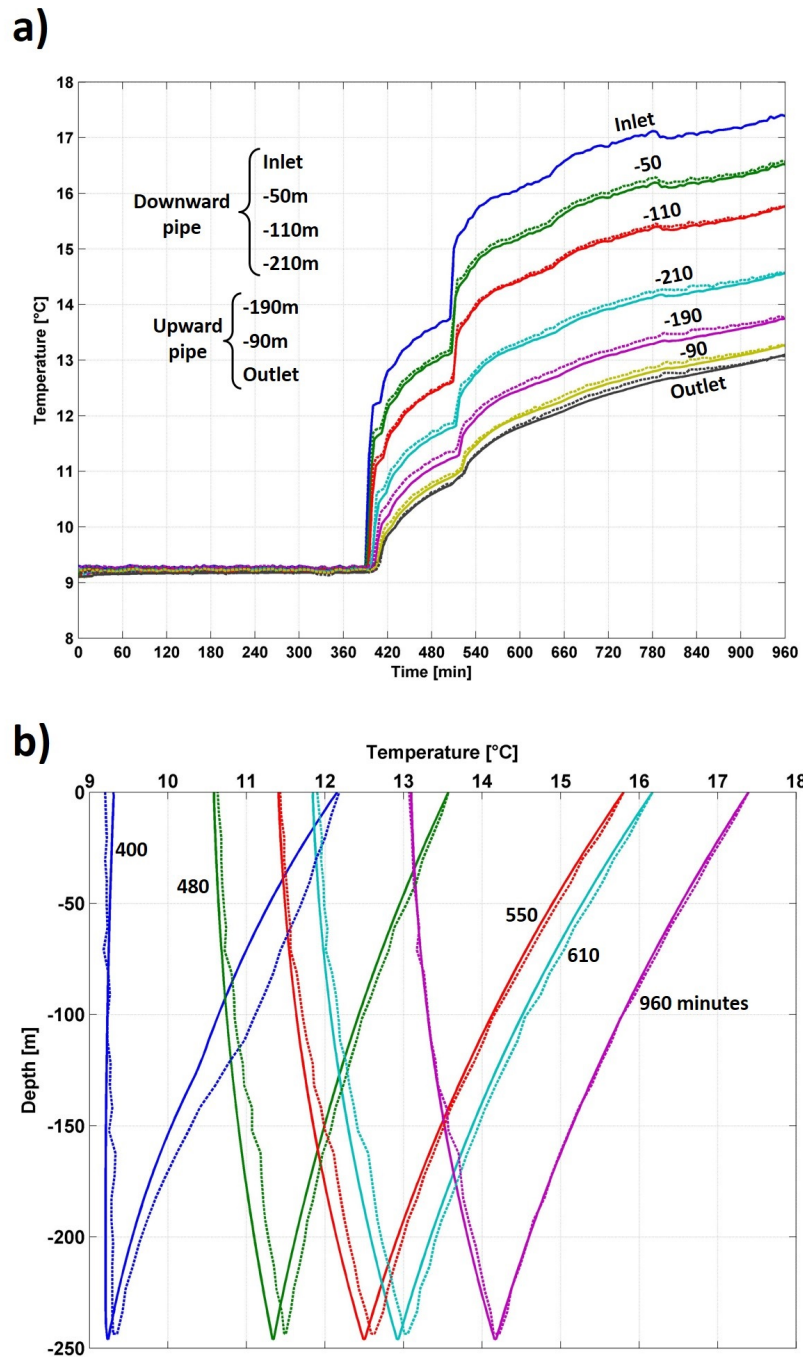 a)
Temperature [°C]
18
17
16
15
14
13
12
11
10
9
8
Downward
pipe
Inlet
-50m
-110m
-210m
Upward
pipe
-190m
-90m
Outlet
Inlet
-50
-110
-210
-190
-90
Outlet
0 60 120 180 240 300 360 420 480 540 600 660 720 780 840 900 960
Time [min]
b)
Temperature [°C]
9 10 11 12 13 14 15 16 17 18
Depth [m]
0
-50
-100
-150
-200
-250
400
480
550
610
960 minutes